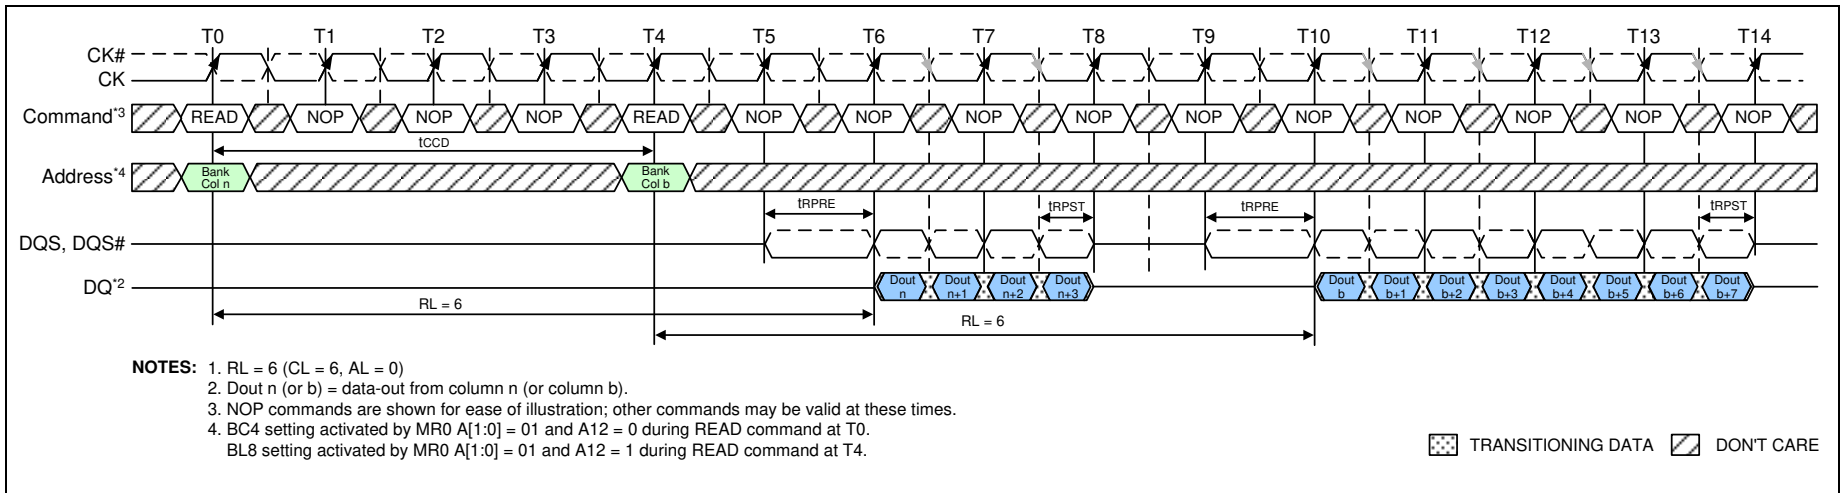 T0 T1 T2 T3 T4 T5 T6 T7 T8 T9 T10 T11 T12 T13 T14
CK#
CK
Command*3 READ NOP NOP NOP READ NOP NOP NOP NOP NOP NOP NOP NOP NOP NOP
tCCD
Address*4 Bank Col n Bank Col b
tRPRE tRPST tRPRE tRPST
DQS, DQS#
DQ*2 Dout n Dout n+1 Dout n+2 Dout n+3 Dout b Dout b+1 Dout b+2 Dout b+3 Dout b+4 Dout b+5 Dout b+6 Dout b+7
RL = 6
RL = 6
NOTES: 1. RL = 6 (CL = 6, AL = 0)
2. Dout n (or b) = data-out from column n (or column b).
3. NOP commands are shown for ease of illustration; other commands may be valid at these times.
4. BC4 setting activated by MR0 A[1:0] = 01 and A12 = 0 during READ command at T0.
BL8 setting activated by MR0 A[1:0] = 01 and A12 = 1 during READ command at T4.
TRANSITIONING DATA DON'T CARE